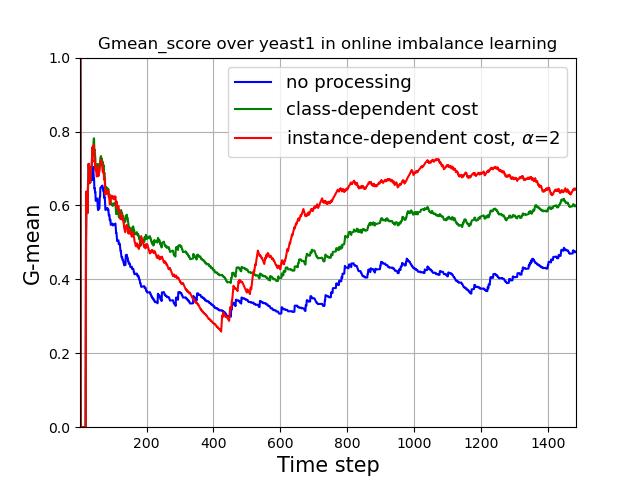 Gmean_score over yeast1 in online imbalance learning
no processing
class-dependent cost
instance-dependent cost, α=2
G-mean
1.0
0.8
0.6
0.4
0.2
0.0
200 400 600 800 1000 1200 1400
Time step